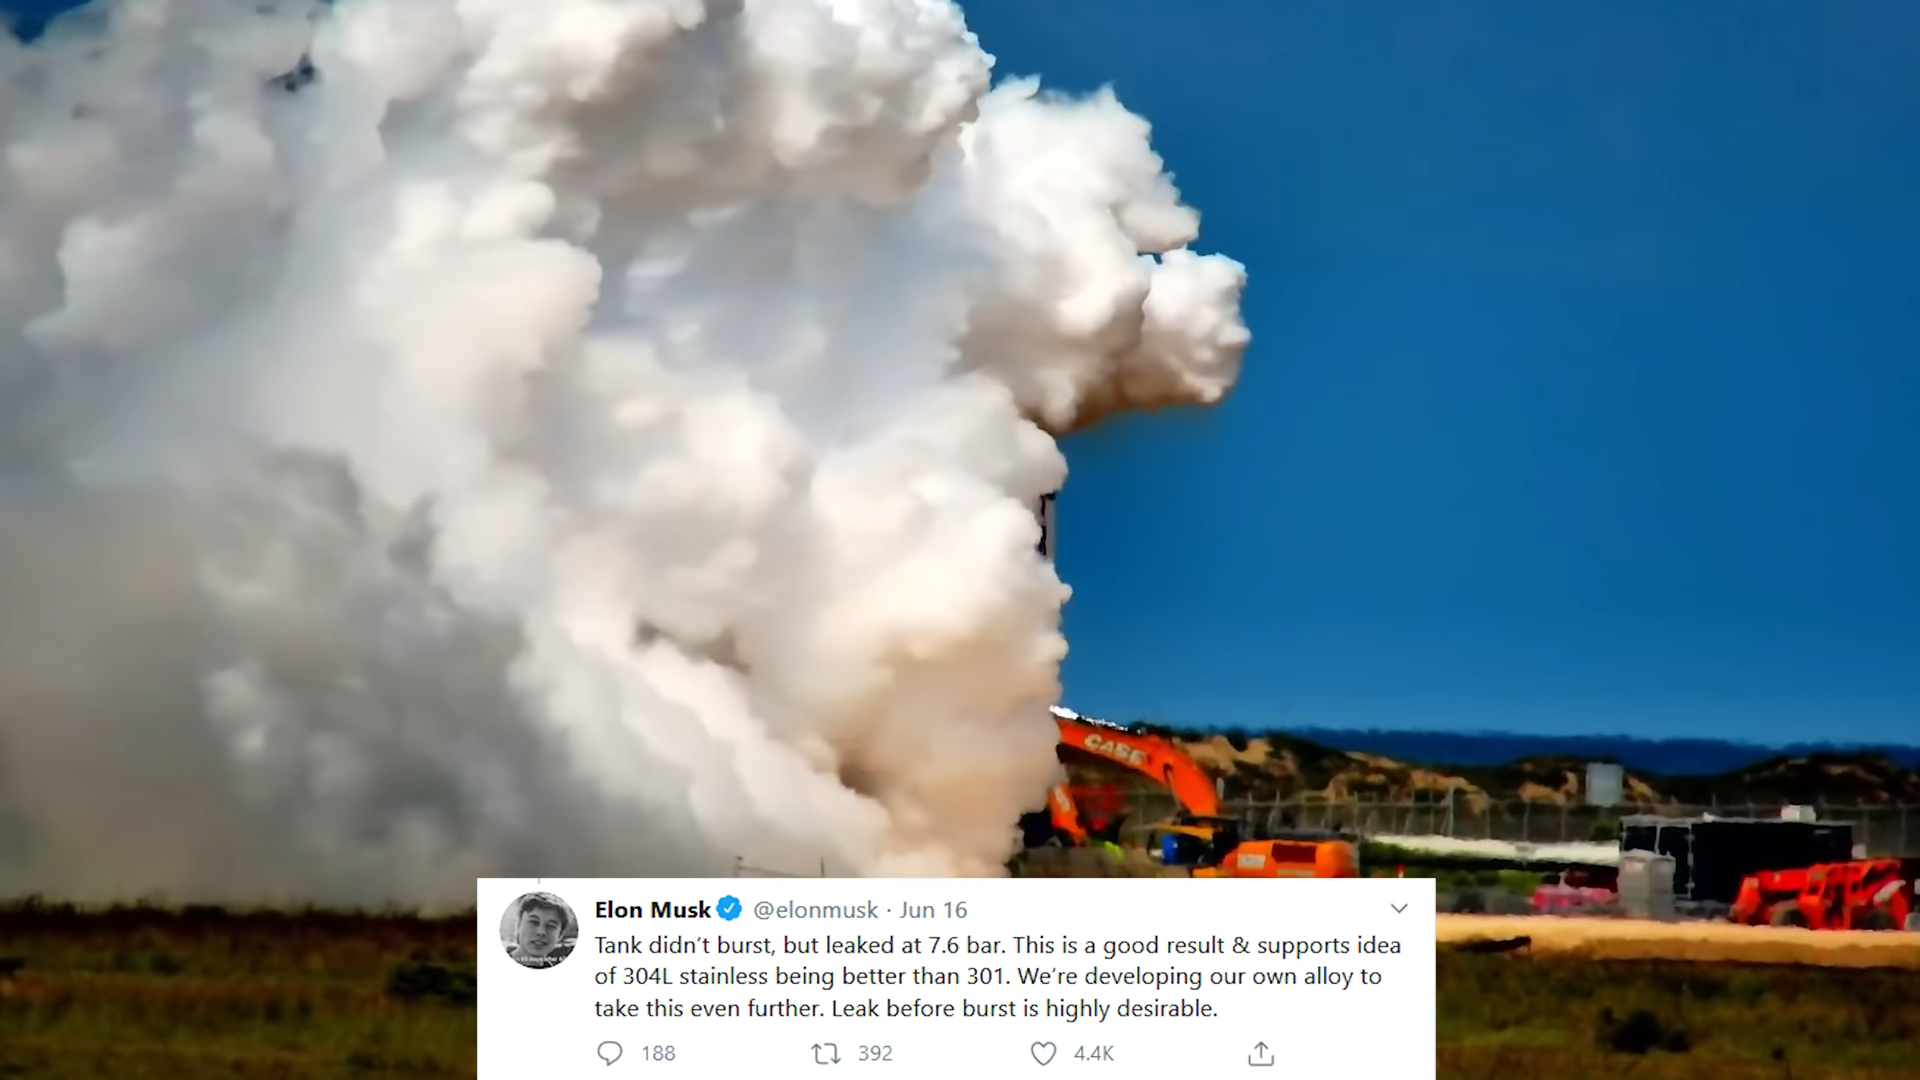 CASE
Elon Musk @elonmusk · Jun 16
Tank didn't burst, but leaked at 7.6 bar. This is a good result & supports idea
of 304L stainless being better than 301. We're developing our own alloy to
take this even further. Leak before burst is highly desirable.
188 392 4.4K